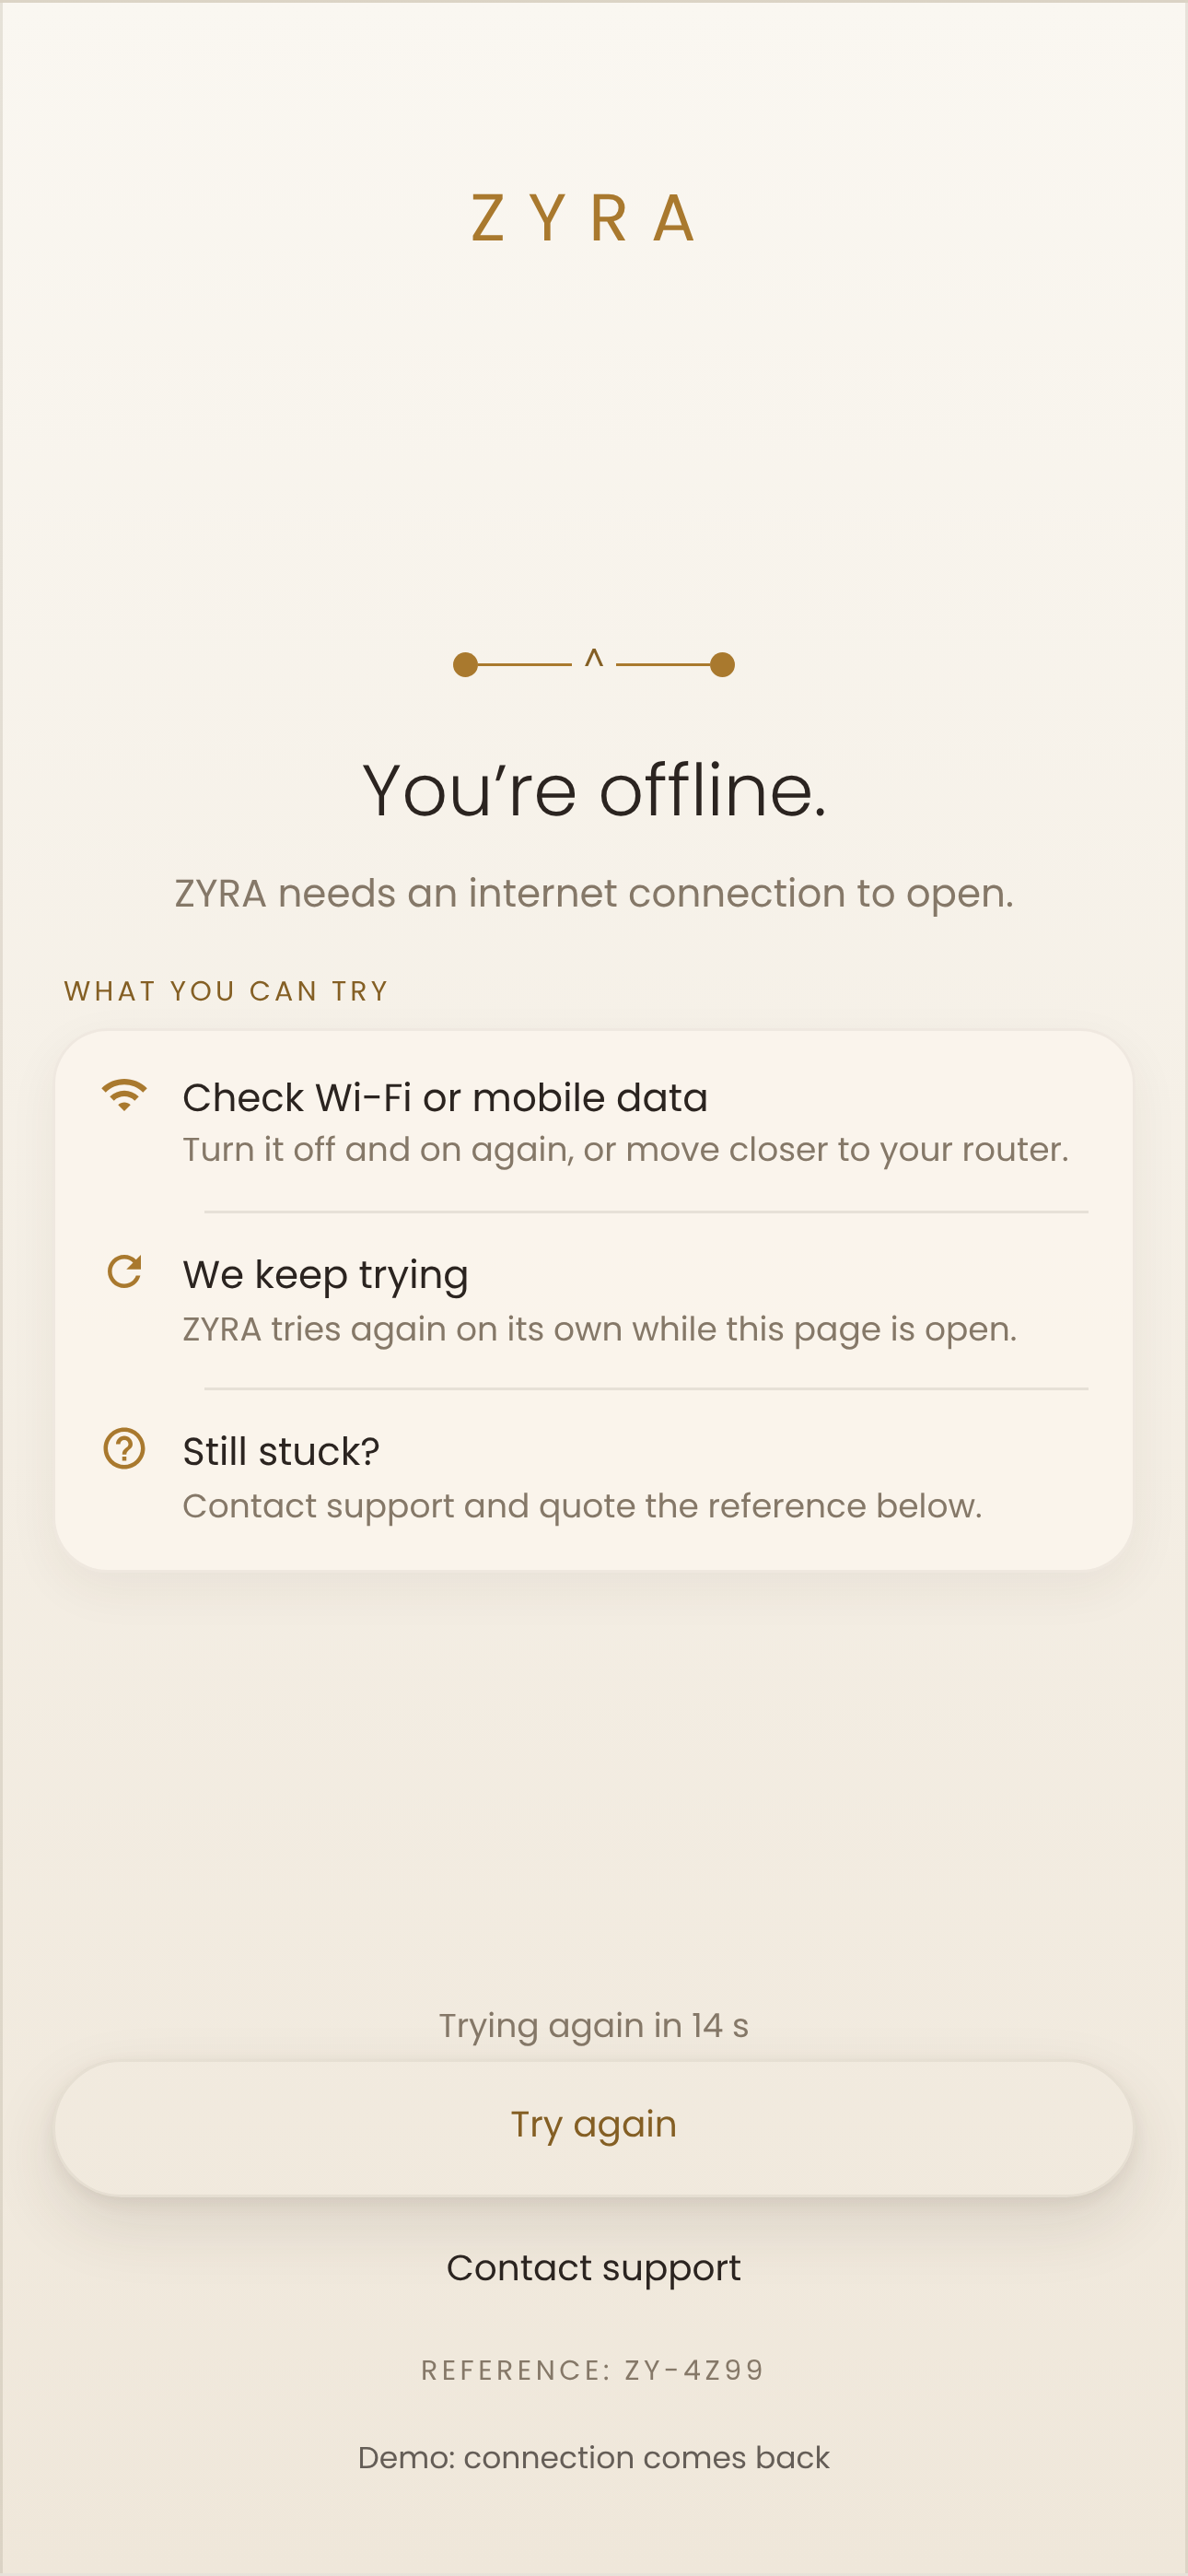 ZYRA
^
You’re offline.
ZYRA needs an internet connection to open.
WHAT YOU CAN TRY
Check Wi-Fi or mobile data
Turn it off and on again, or move closer to your router.
We keep trying
ZYRA tries again on its own while this page is open.
Still stuck?
Contact support and quote the reference below.
Trying again in 14 s
Try again
Contact support
REFERENCE: ZY-4Z99
Demo: connection comes back